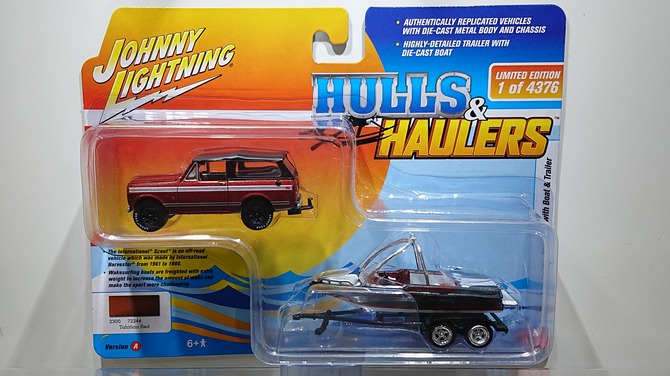 JOHNNY
LIGHTNING®
• AUTHENTICALLY REPLICATED VEHICLES
WITH DIE-CAST METAL BODY AND CHASSIS
• HIGHLY-DETAILED TRAILER WITH
DIE-CAST BOAT
LIMITED EDITION
1 of 4376
HULLS
&
HAULERS™
with Boat & Trailer
• The International® Scout® is an off-road
vehicle which was made by International
Harvester® from 1961 to 1980.
• Wakesurfing boats are freighted with extra
weight to increase the amount of wake and
make the sport more challenging.
2300 72344
Tahitian Red
Version A
6+